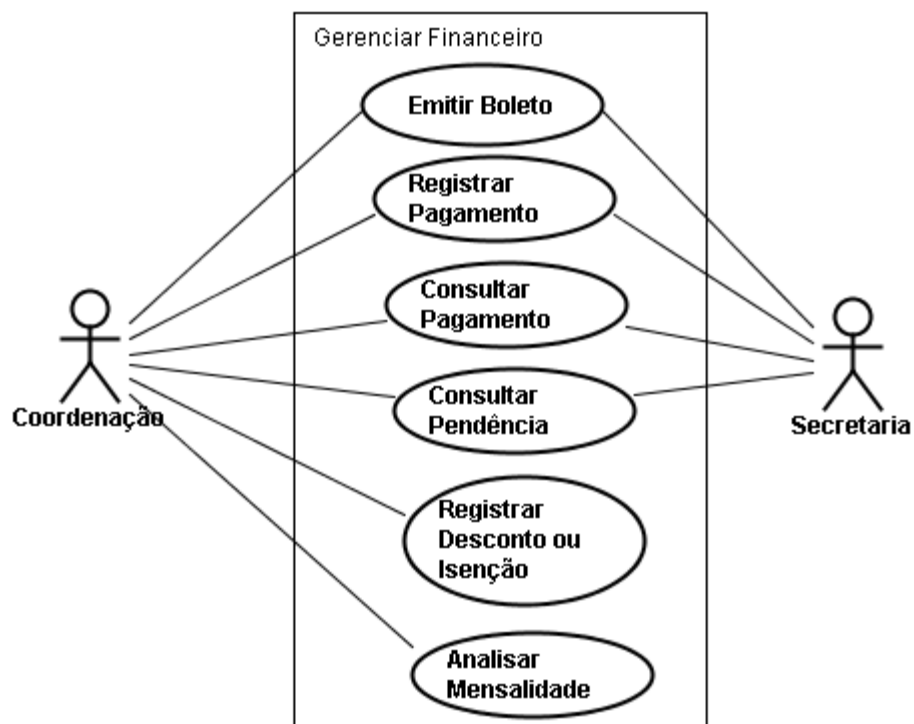 Gerenciar Financeiro
Emitir Boleto
Registrar
Pagamento
Consultar
Pagamento
Consultar
Pendência
Coordenação
Secretaria
Registrar
Desconto ou
Isenção
Analisar
Mensalidade